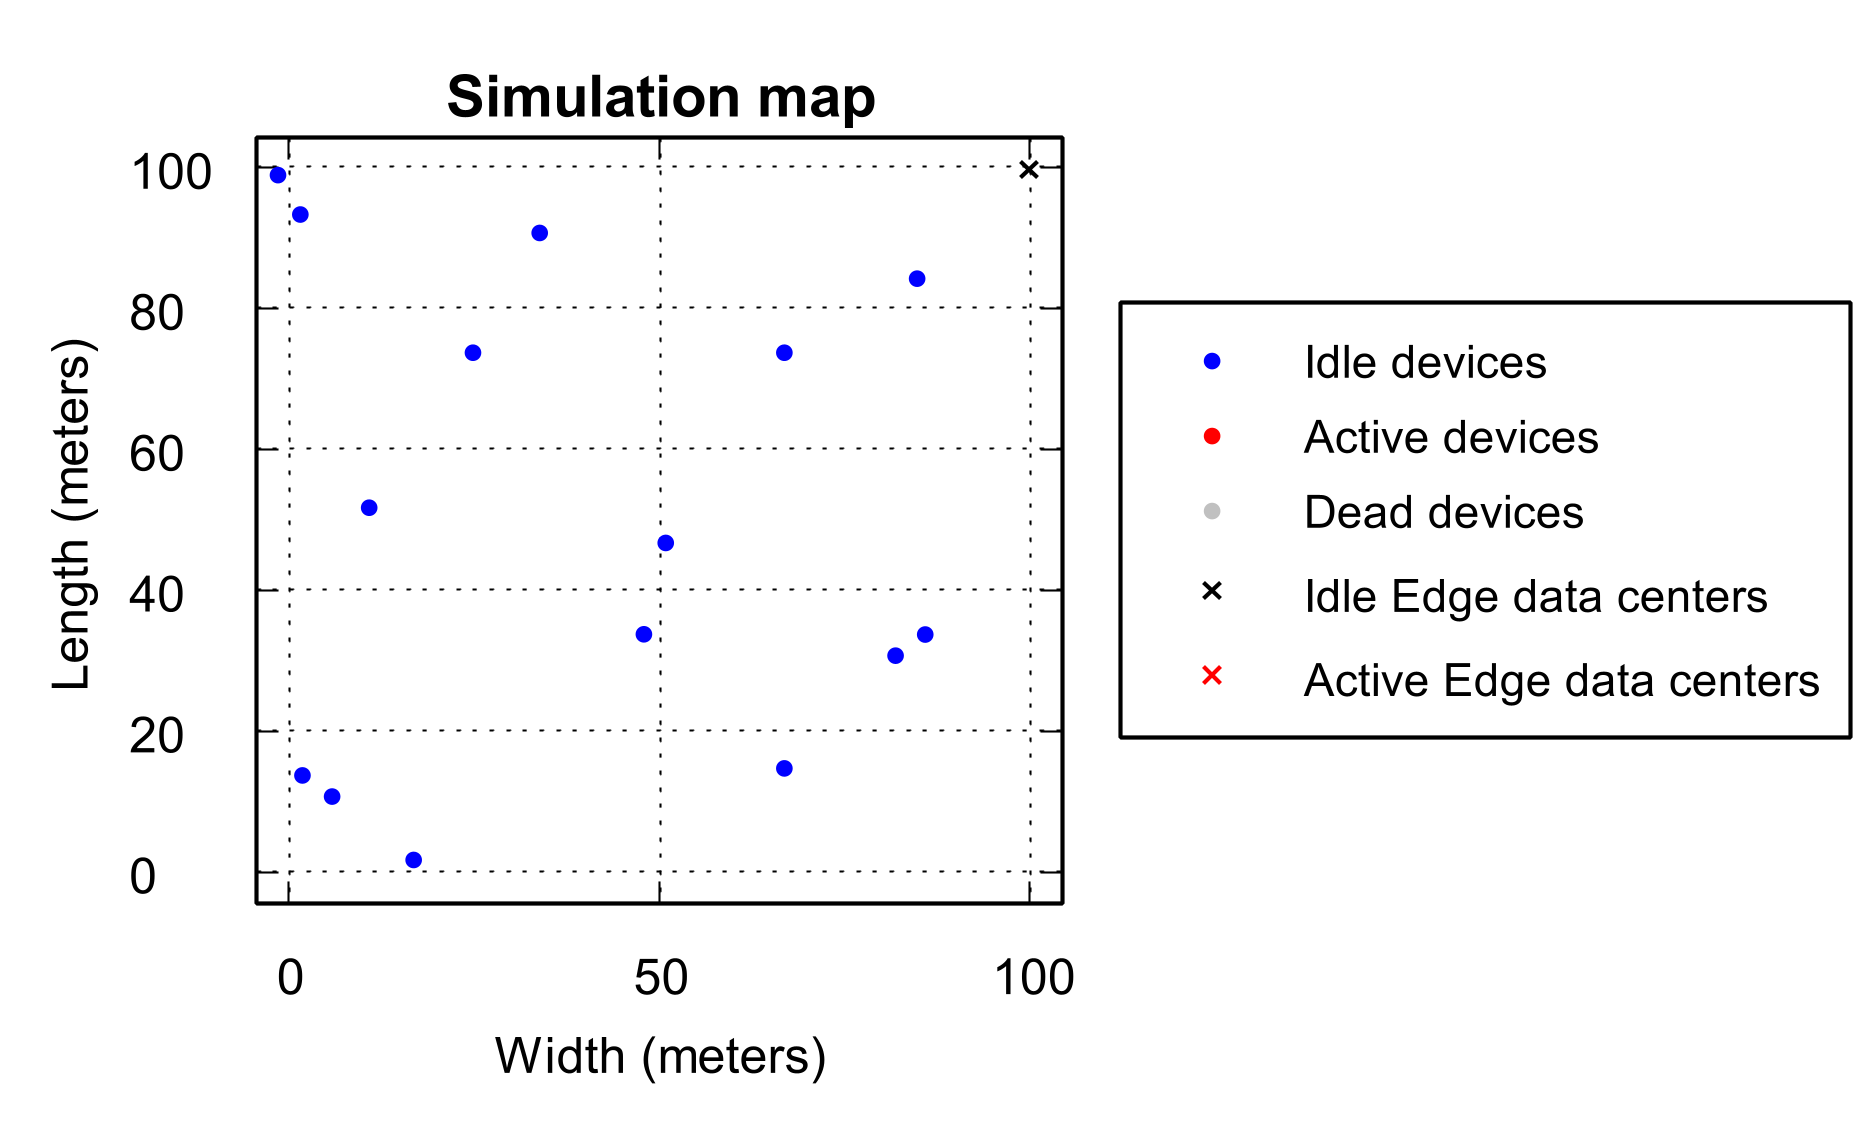 Simulation map
100
80
60
40
20
0
Length (meters)
0 50 100
Width (meters)
Idle devices
Active devices
Dead devices
Idle Edge data centers
Active Edge data centers